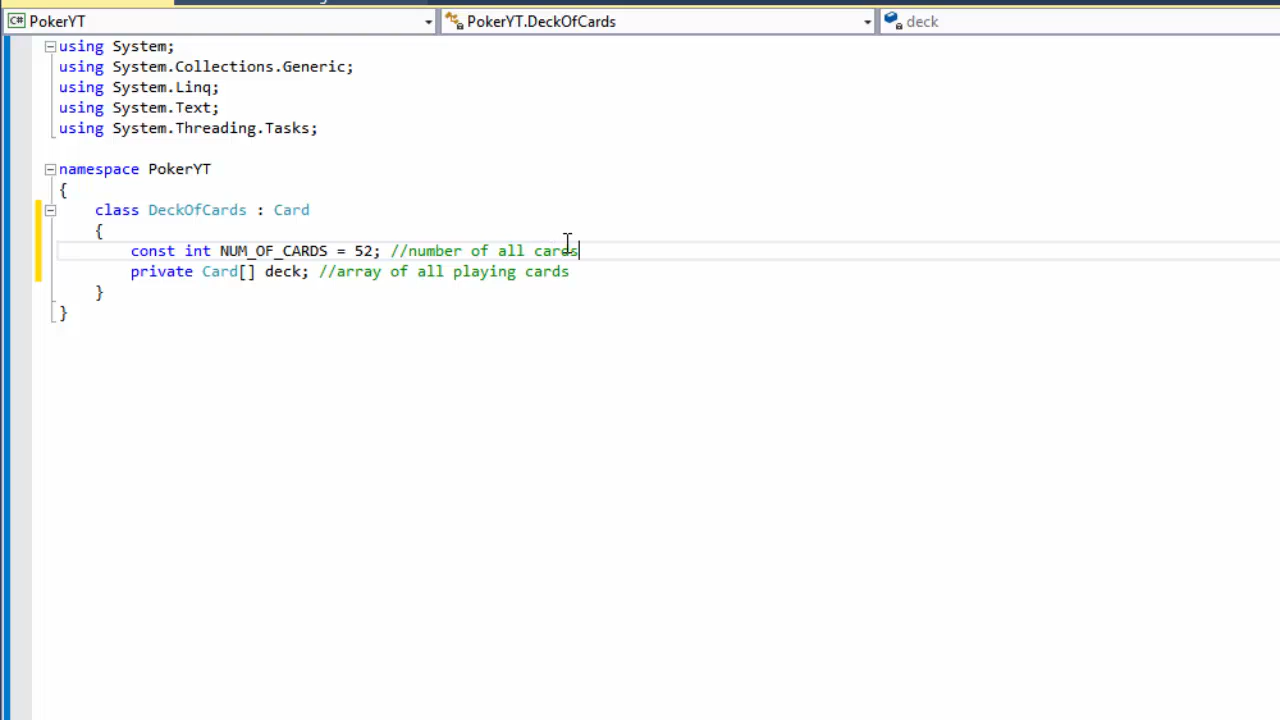 PokerYT PokerYT.DeckOfCards deck
using System;
using System.Collections.Generic;
using System.Linq;
using System.Text;
using System.Threading.Tasks;
namespace PokerYT
{
class DeckOfCards : Card
{
const int NUM_OF_CARDS = 52; //number of all cards
private Card[] deck; //array of all playing cards
}
}